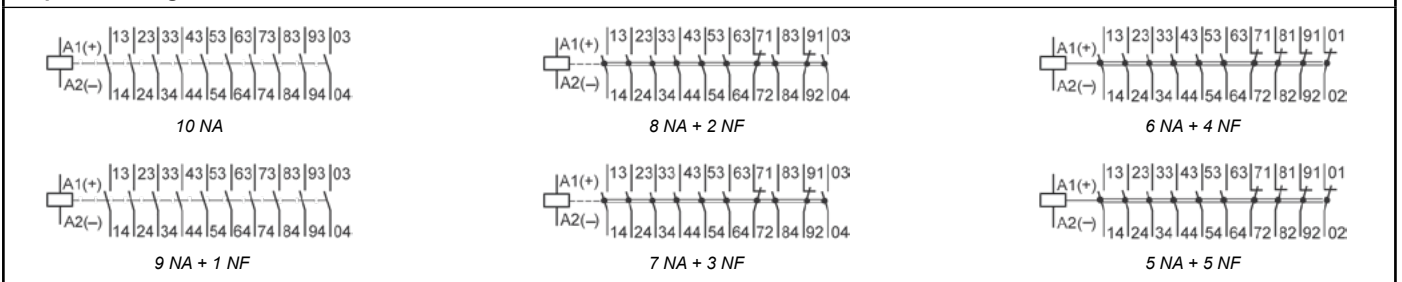 A1(+) 13 23 33 43 53 63 73 83 93 03
A2(–) 14 24 34 44 54 64 74 84 94 04
10 NA
A1(+) 13 23 33 43 53 63 71 83 91 03
A2(–) 14 24 34 44 54 64 72 84 92 04
8 NA + 2 NF
A1(+) 13 23 33 43 53 63 71 81 91 01
A2(–) 14 24 34 44 54 64 72 82 92 02
6 NA + 4 NF
A1(+) 13 23 33 43 53 63 73 83 93 03
A2(–) 14 24 34 44 54 64 74 84 94 04
9 NA + 1 NF
A1(+) 13 23 33 43 53 63 71 83 91 03
A2(–) 14 24 34 44 54 64 72 84 92 04
7 NA + 3 NF
A1(+) 13 23 33 43 53 63 71 81 91 01
A2(–) 14 24 34 44 54 64 72 82 92 02
5 NA + 5 NF